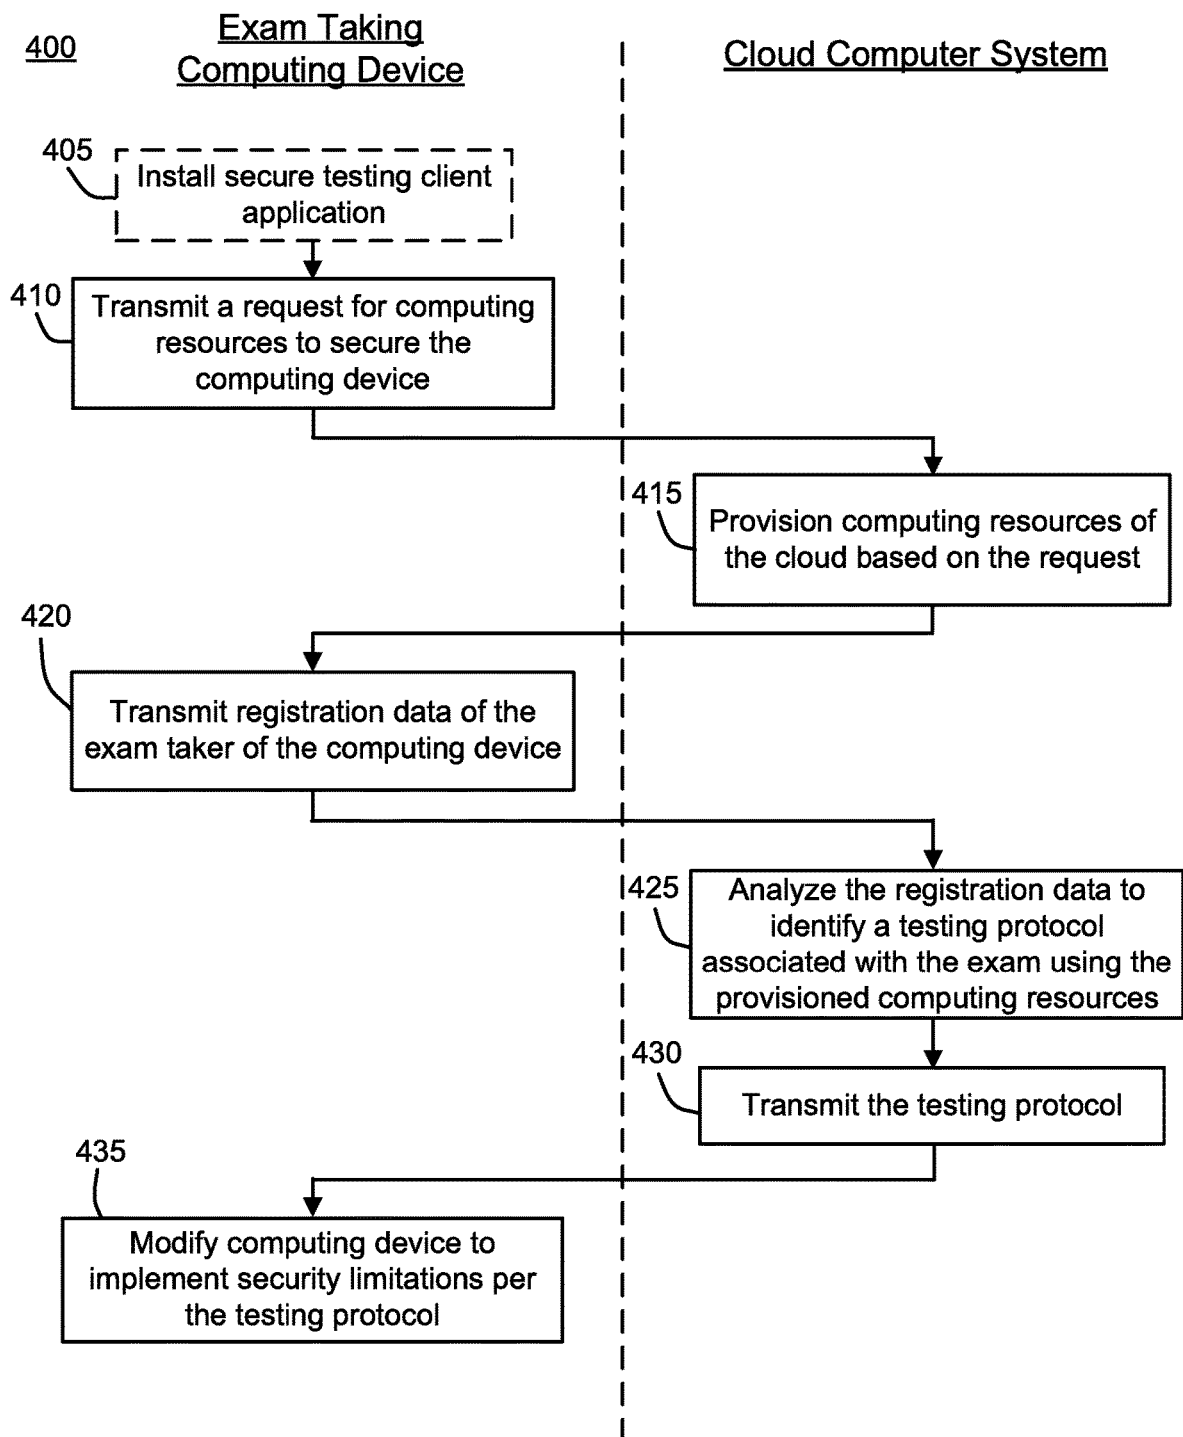 400
Exam Taking
Computing Device
Cloud Computer System
405
Install secure testing client
application
410
Transmit a request for computing
resources to secure the
computing device
415
Provision computing resources of
the cloud based on the request
420
Transmit registration data of the
exam taker of the computing device
425
Analyze the registration data to
identify a testing protocol
associated with the exam using the
provisioned computing resources
430
Transmit the testing protocol
435
Modify computing device to
implement security limitations per
the testing protocol